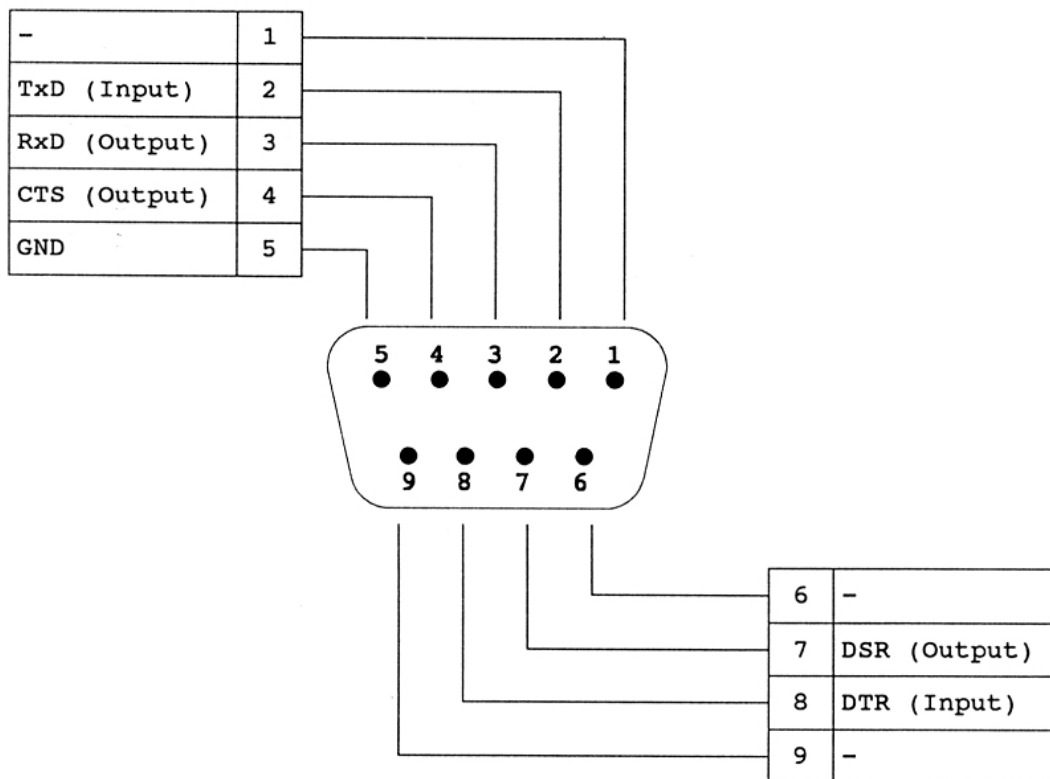 - 1
TxD (Input) 2
RxD (Output) 3
CTS (Output) 4
GND 5
5 4 3 2 1
9 8 7 6
6 -
7 DSR (Output)
8 DTR (Input)
9 -